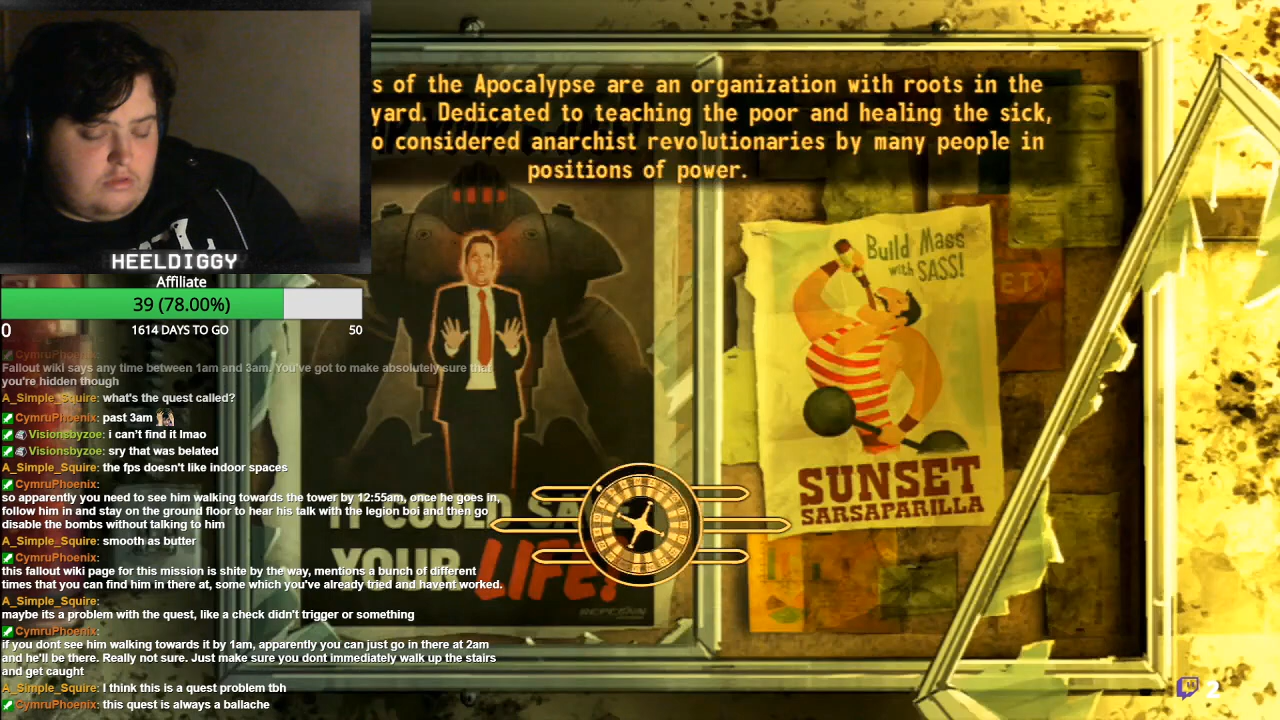 s of the Apocalypse are an organization with roots in the
yard. Dedicated to teaching the poor and healing the sick,
o considered anarchist revolutionaries by many people in
positions of power.
HEELDIGGY
Affiliate
39 (78.00%)
0 1614 DAYS TO GO 50
CymruPhoenix:
Fallout wiki says any time between 1am and 3am. You've got to make absolutely sure that
you're hidden though
A_Simple_Squire: what's the quest called?
CymruPhoenix: past 3am
Visionsbyzoe: i can't find it lmao
Visionsbyzoe: sry that was belated
A_Simple_Squire: the fps doesn't like indoor spaces
CymruPhoenix:
so apparently you need to see him walking towards the tower by 12:55am, once he goes in,
follow him in and stay on the ground floor to hear his talk with the legion boi and then go
disable the bombs without talking to him
A_Simple_Squire: smooth as butter
CymruPhoenix:
this fallout wiki page for this mission is shite by the way, mentions a bunch of different
times that you can find him in there at, some which you've already tried and havent worked.
A_Simple_Squire:
maybe its a problem with the quest, like a check didn't trigger or something
CymruPhoenix:
if you dont see him walking towards it by 1am, apparently you can just go in there at 2am
and he'll be there. Really not sure. Just make sure you dont immediately walk up the stairs
and get caught
A_Simple_Squire: I think this is a quest problem tbh
CymruPhoenix: this quest is always a ballache
IT COULD SA
YOUR LIFE!
REPCONN
Build Mass
with SASS!
SUNSET
SARSAPARILLA
2